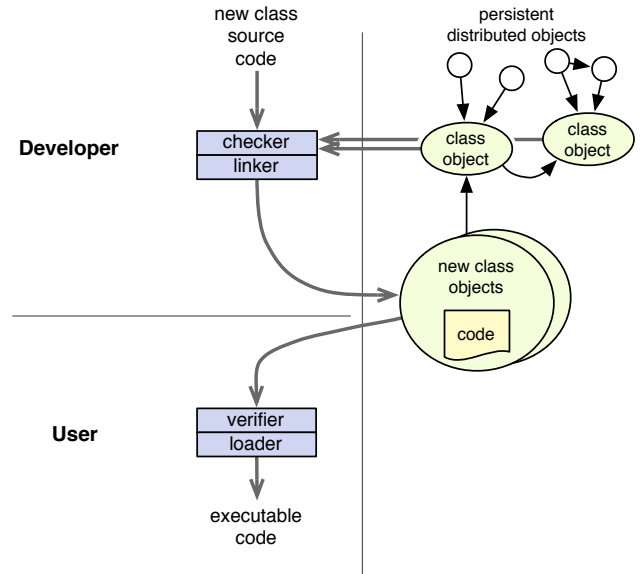 new class
source
code
persistent
distributed objects
Developer
checker
linker
class
object
class
object
new class
objects
code
User
verifier
loader
executable
code